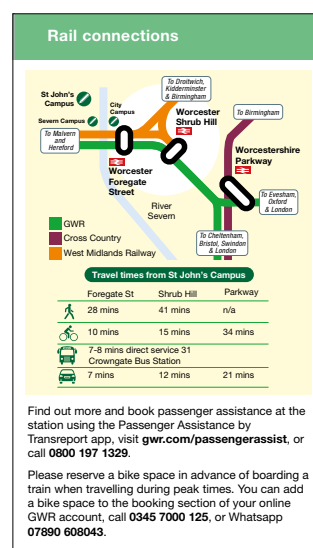 Rail connections
To Droitwich,
Kidderminster
& Birmingham
St John's
Campus
City
Campus
Severn Campus
Worcester
Shrub Hill
To Birmingham
To Malvern
and
Hereford
Worcestershire
Parkway
Worcester
Foregate
Street
River
Severn
To Evesham,
Oxford
& London
GWR
Cross Country
West Midlands Railway
To Cheltenham,
Bristol, Swindon
& London
Travel times from St John's Campus
Foregate St Shrub Hill Parkway
28 mins 41 mins n/a
10 mins 15 mins 34 mins
7-8 mins direct service 31
Crowngate Bus Station
7 mins 12 mins 21 mins
Find out more and book passenger assistance at the
station using the Passenger Assistance by
Transreport app, visit gwr.com/passengerassist, or
call 0800 197 1329.
Please reserve a bike space in advance of boarding a
train when travelling during peak times. You can add
a bike space to the booking section of your online
GWR account, call 0345 7000 125, or Whatsapp
07890 608043.